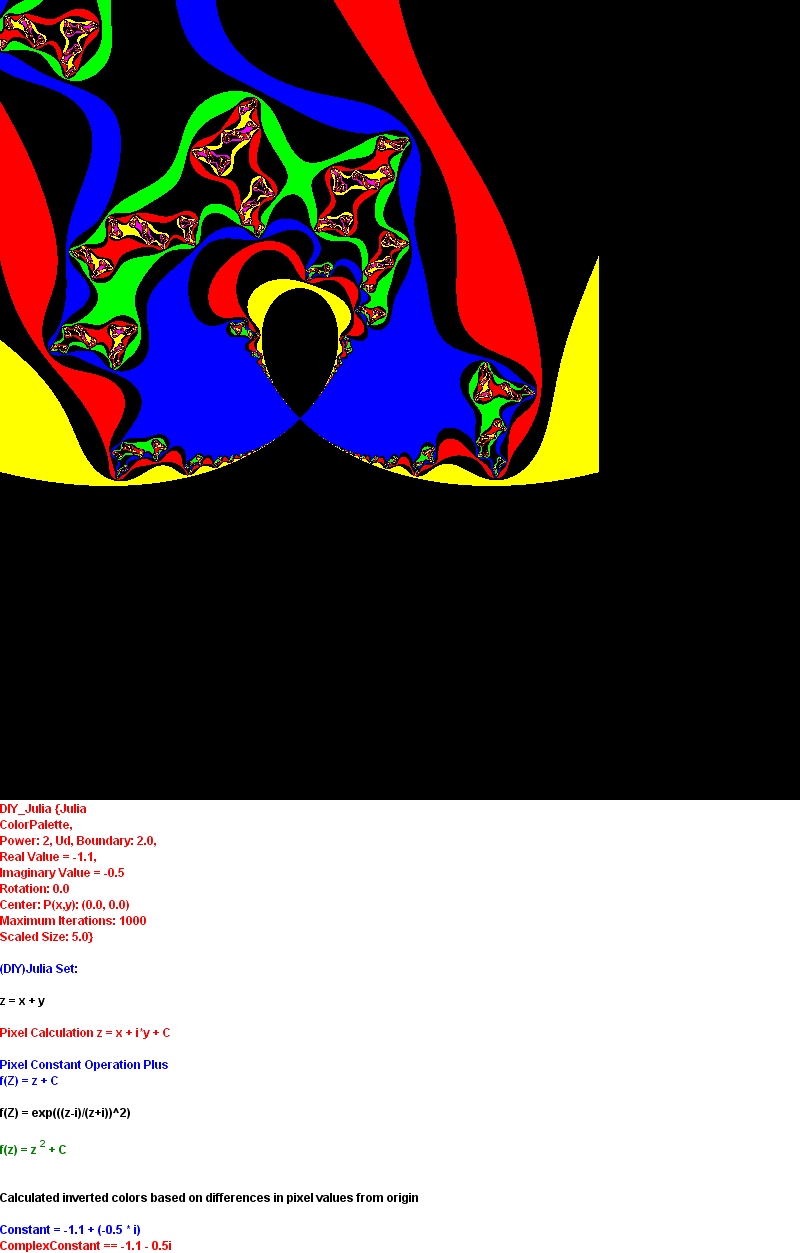 DIY_Julia {Julia
ColorPalette,
Power: 2, Ud, Boundary: 2.0,
Real Value = -1.1,
Imaginary Value = -0.5
Rotation: 0.0
Center: P(x,y): (0.0, 0.0)
Maximum Iterations: 1000
Scaled Size: 5.0}
(DIY)Julia Set:
z = x + y
Pixel Calculation z = x + i*y + C
Pixel Constant Operation Plus
f(Z) = z + C
f(Z) = exp(((z-i)/(z+i))^2)
f(z) = z 2 + C
Calculated inverted colors based on differences in pixel values from origin
Constant = -1.1 + (-0.5 * i)
ComplexConstant == -1.1 - 0.5i